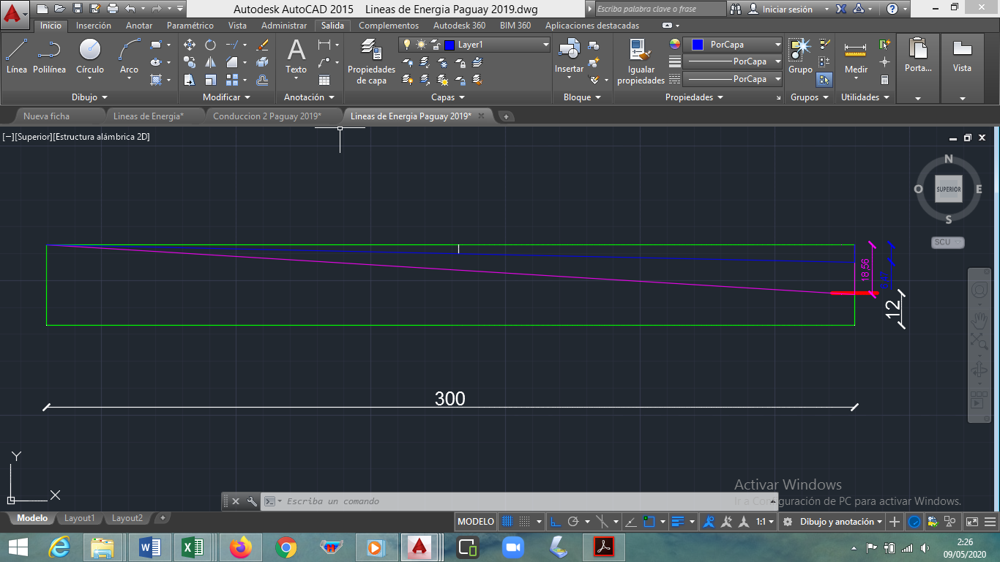 Autodesk AutoCAD 2015 Lineas de Energia Paguay 2019.dwg
Escriba palabra clave o frase
Iniciar sesión
Inicio Inserción Anotar Paramétrico Vista Administrar Salida Complementos Autodesk 360 BIM 360 Aplicaciones destacadas
Layer1
PorCapa
PorCapa
PorCapa
Línea Polilínea Círculo Arco
Texto
Propiedades de capa
Insertar
Igualar propiedades
Grupo
Medir
Porta...
Vista
Dibujo Modificar Anotación Capas Bloque Propiedades Grupos Utilidades
Nueva ficha Lineas de Energia* Conduccion 2 Paguay 2019* Lineas de Energia Paguay 2019*
[−][Superior][Estructura alámbrica 2D]
N
O SUPERIOR E
S
SCU
18,56
12
300
Y
X
Activar Windows
Ir a Configuración de PC para activar Windows.
Escriba un comando
Modelo Layout1 Layout2
MODELO 1:1 Dibujo y anotación
2:26
09/05/2020